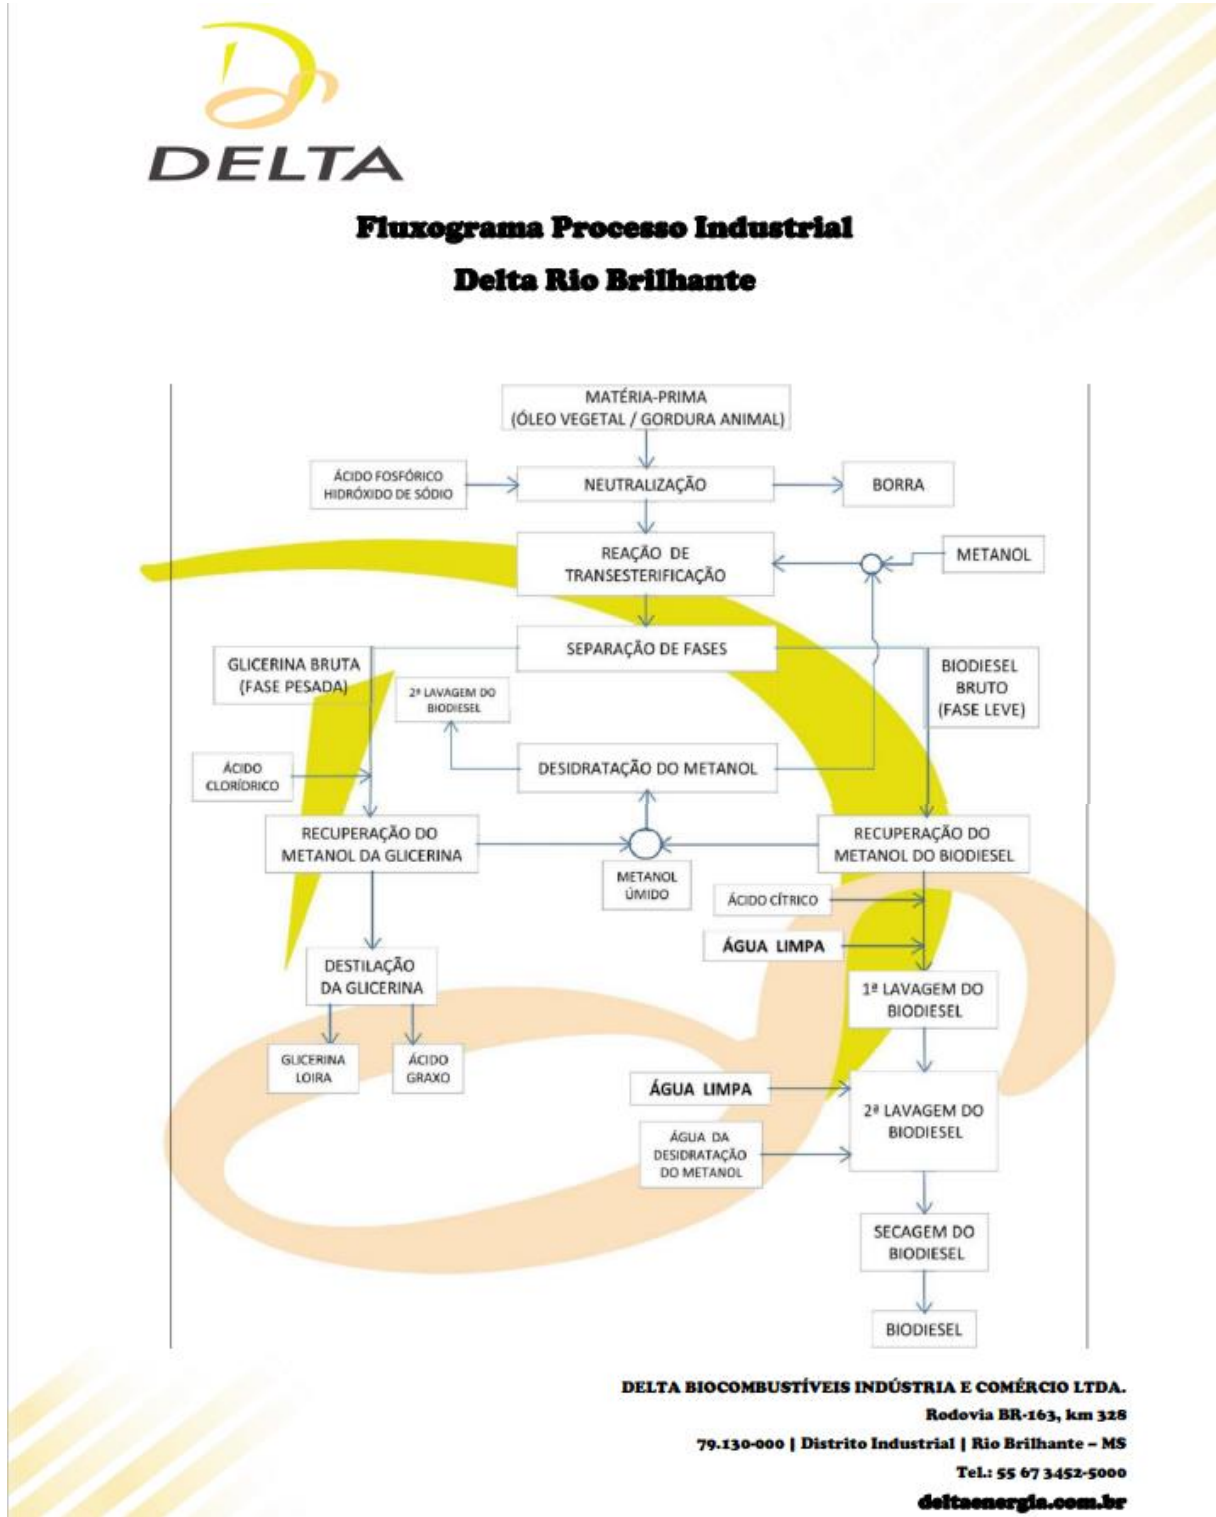 DELTA
Fluxograma Processo Industrial
Delta Rio Brilhante
MATÉRIA-PRIMA
(ÓLEO VEGETAL / GORDURA ANIMAL)
ÁCIDO FOSFÓRICO
HIDRÓXIDO DE SÓDIO
NEUTRALIZAÇÃO
BORRA
REAÇÃO DE
TRANSESTERIFICAÇÃO
METANOL
SEPARAÇÃO DE FASES
GLICERINA BRUTA
(FASE PESADA)
2ª LAVAGEM DO
BIODIESEL
BIODIESEL
BRUTO
(FASE LEVE)
ÁCIDO
CLORÍDRICO
DESIDRATAÇÃO DO METANOL
RECUPERAÇÃO DO
METANOL DA GLICERINA
METANOL
ÚMIDO
RECUPERAÇÃO DO
METANOL DO BIODIESEL
ÁCIDO CÍTRICO
ÁGUA LIMPA
DESTILAÇÃO
DA GLICERINA
1ª LAVAGEM DO
BIODIESEL
GLICERINA
LOIRA
ÁCIDO
GRAXO
ÁGUA LIMPA
2ª LAVAGEM DO
BIODIESEL
ÁGUA DA
DESIDRATAÇÃO
DO METANOL
SECAGEM DO
BIODIESEL
BIODIESEL
DELTA BIOCOMBUSTÍVEIS INDÚSTRIA E COMÉRCIO LTDA.
Rodovia BR-163, km 328
79.130-000 | Distrito Industrial | Rio Brilhante – MS
Tel.: 55 67 3452-5000
deltaenergia.com.br